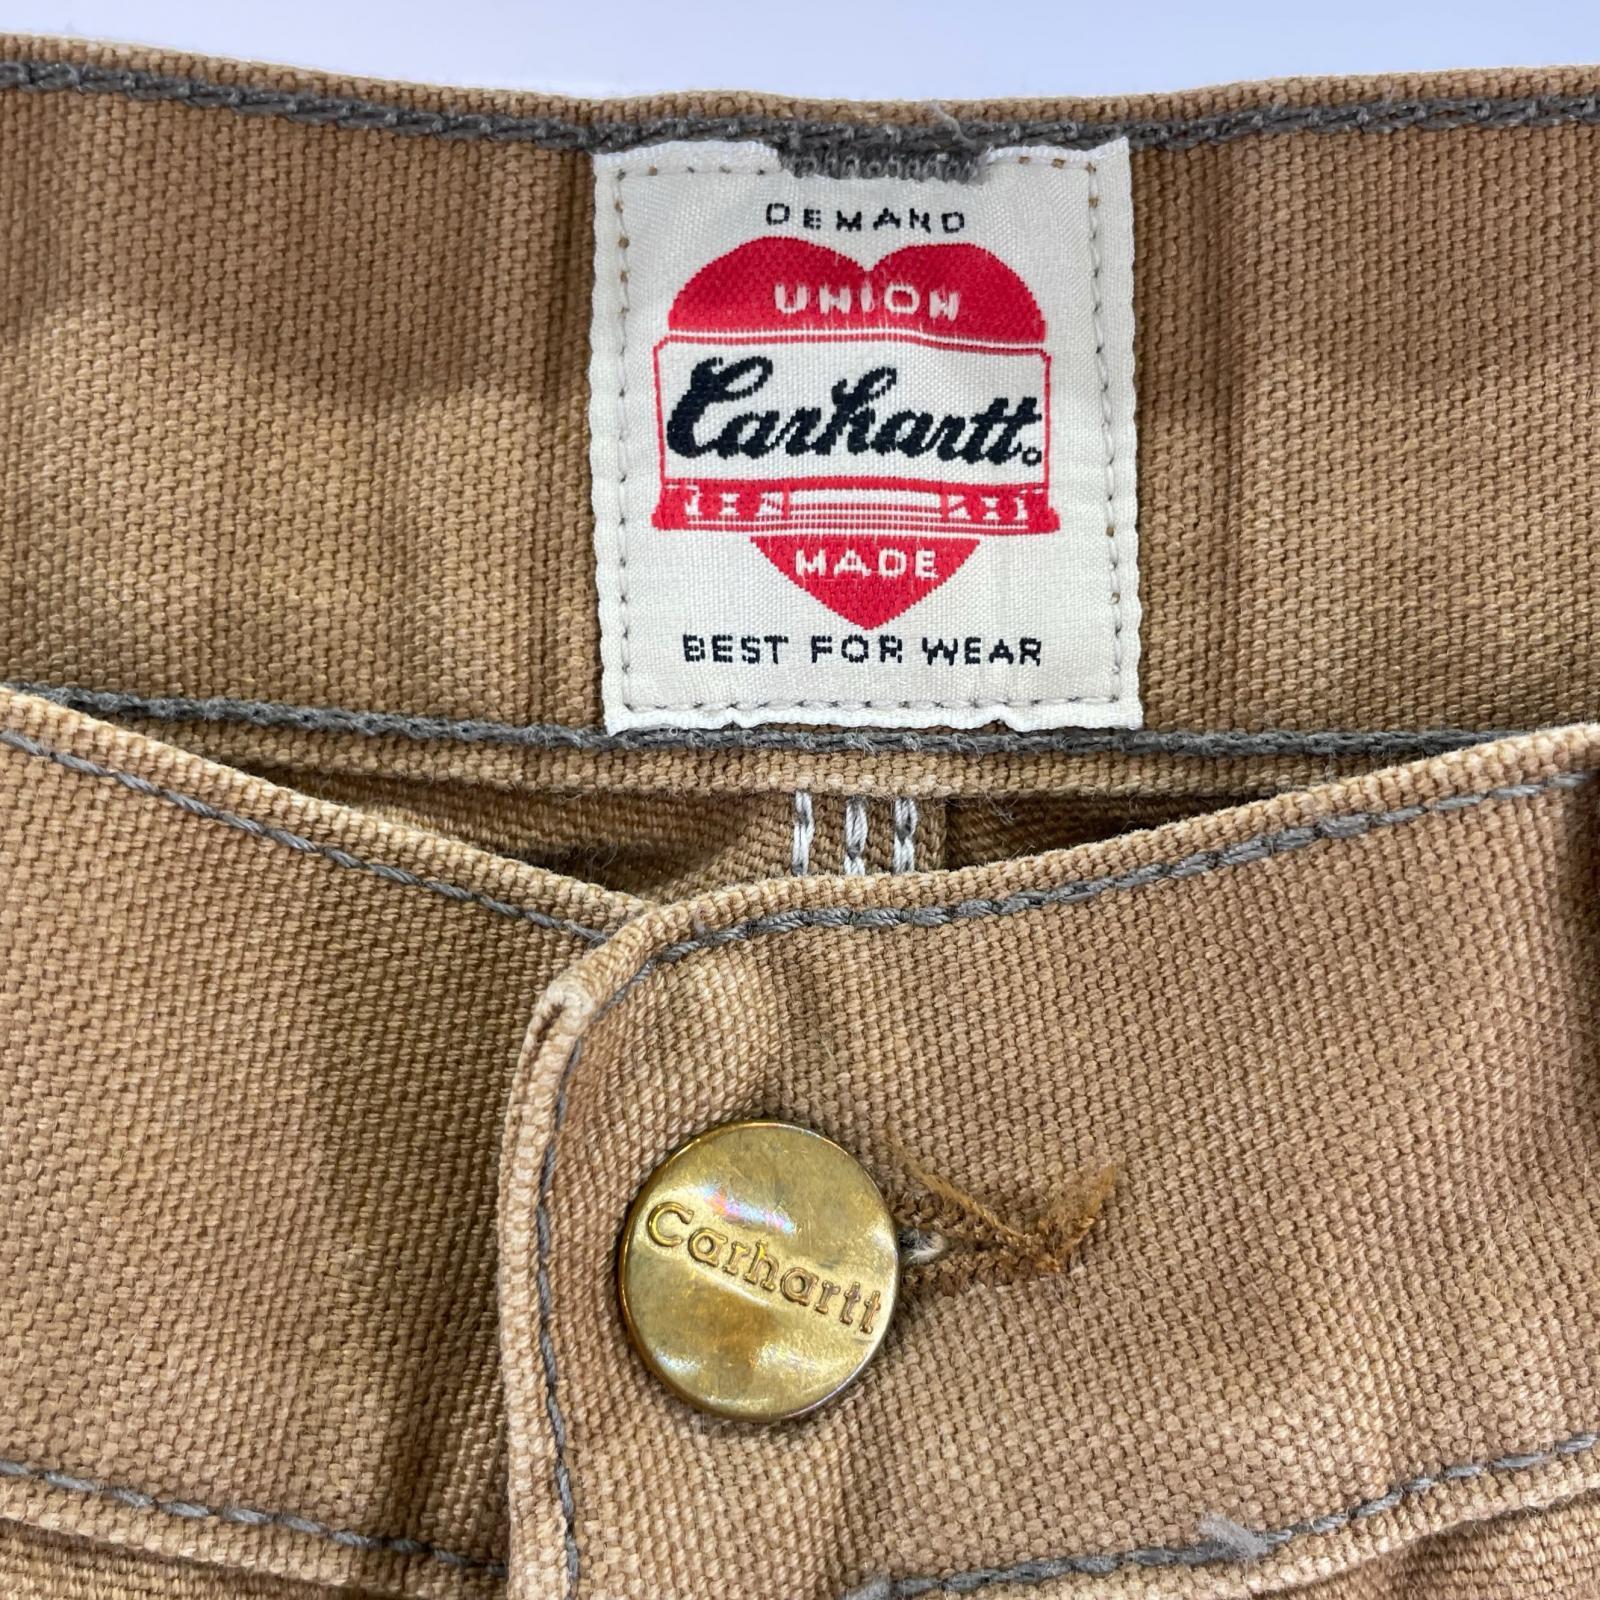 DEMAND
UNION
Carhartt.
MADE
BEST FOR WEAR
Carhartt